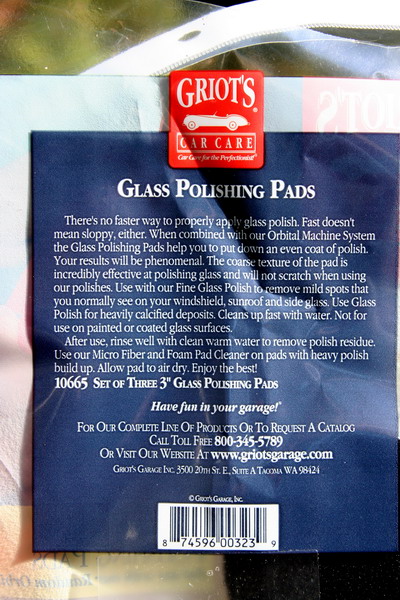 GRIOT'S®
CAR CARE
Car Care for the Perfectionist™
GLASS POLISHING PADS
There's no faster way to properly apply glass polish. Fast doesn't
mean sloppy, either. When combined with our Orbital Machine System
the Glass Polishing Pads help you to put down an even coat of polish.
Your results will be phenomenal. The coarse texture of the pad is
incredibly effective at polishing glass and will not scratch when using
our polishes. Use with our Fine Glass Polish to remove mild spots that
you normally see on your windshield, sunroof and side glass. Use Glass
Polish for heavily calcified deposits. Cleans up fast with water. Not for
use on painted or coated glass surfaces.
After use, rinse well with clean warm water to remove polish residue.
Use our Micro Fiber and Foam Pad Cleaner on pads with heavy polish
build up. Allow pad to air dry. Enjoy the best!
10665 SET OF THREE 3" GLASS POLISHING PADS
Have fun in your garage!®
FOR OUR COMPLETE LINE OF PRODUCTS OR TO REQUEST A CATALOG
CALL TOLL FREE 800-345-5789
OR VISIT OUR WEBSITE AT www.griotsgarage.com
GRIOT'S GARAGE INC. 3500 20TH ST. E., SUITE A TACOMA WA 98424
© GRIOT'S GARAGE, INC.
8 74596 00323 9
PADS
Random Orbi